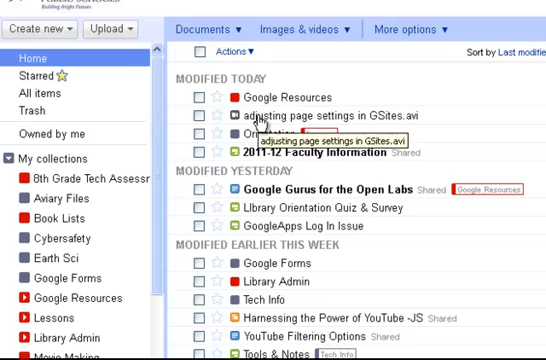 Building Bright Futures
Create new ▾ Upload ▾
Documents ▾ Images & videos ▾ More options ▾
Actions ▾ Sort by Last modifie
Home
Starred
All items
Trash
Owned by me
My collections
8th Grade Tech Assessr
Aviary Files
Book Lists
Cybersafety
Earth Sci
Google Forms
Google Resources
Lessons
Library Admin
MODIFIED TODAY
Google Resources
adjusting page settings in GSites.avi
adjusting page settings in GSites.avi
2011-12 Faculty Information Shared
MODIFIED YESTERDAY
Google Gurus for the Open Labs Shared Google Resources
LIbrary Orientation Quiz & Survey
GoogleApps Log In Issue
MODIFIED EARLIER THIS WEEK
Google Forms
Library Admin
Tech Info
Harnessing the Power of YouTube -JS Shared
YouTube Filtering Options Shared
Tools & Notes Tech Info